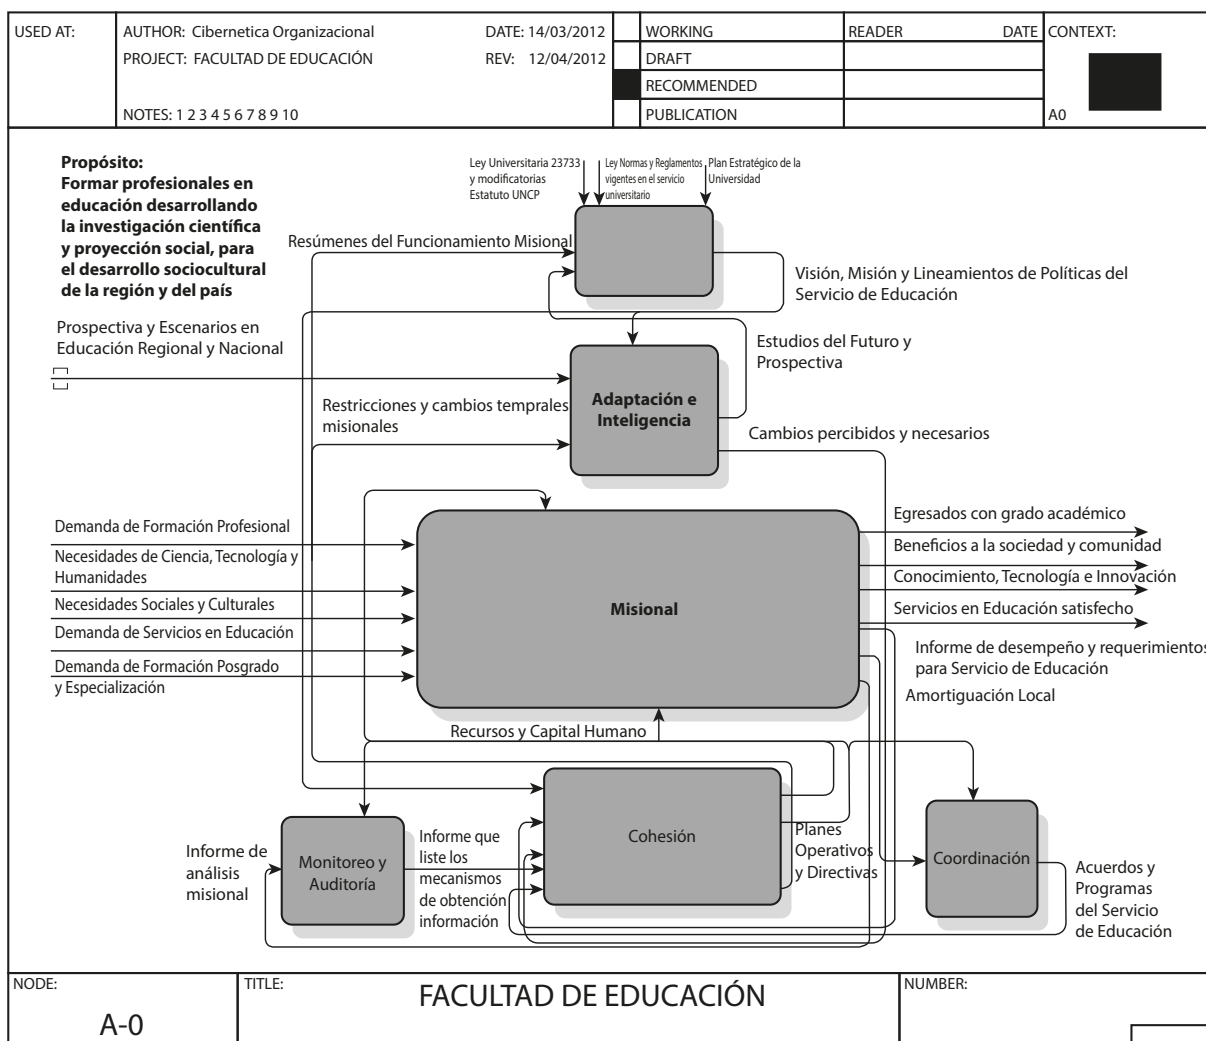 USED AT:
AUTHOR: Cibernetica Organizacional
DATE: 14/03/2012
PROJECT: FACULTAD DE EDUCACIÓN
REV: 12/04/2012
NOTES: 1 2 3 4 5 6 7 8 9 10
WORKING
DRAFT
RECOMMENDED
PUBLICATION
READER
DATE
CONTEXT:
A0
Propósito:
Formar profesionales en
educación desarrollando
la investigación científica
y proyección social, para
el desarrollo sociocultural
de la región y del país
Ley Universitaria 23733
y modificatorias
Estatuto UNCP
Ley Normas y Reglamentos
vigentes en el servicio
universitario
Plan Estratégico de la
Universidad
Resúmenes del Funcionamiento Misional
Visión, Misión y Lineamientos de Políticas del
Servicio de Educación
Prospectiva y Escenarios en
Educación Regional y Nacional
Estudios del Futuro y
Prospectiva
Adaptación e
Inteligencia
Restricciones y cambios temprales
misionales
Cambios percibidos y necesarios
Demanda de Formación Profesional
Necesidades de Ciencia, Tecnología y
Humanidades
Necesidades Sociales y Culturales
Demanda de Servicios en Educación
Demanda de Formación Posgrado
y Especialización
Misional
Egresados con grado académico
Beneficios a la sociedad y comunidad
Conocimiento, Tecnología e Innovación
Servicios en Educación satisfecho
Informe de desempeño y requerimientos
para Servicio de Educación
Amortiguación Local
Recursos y Capital Humano
Informe de
análisis
misional
Monitoreo y
Auditoría
Informe que
liste los
mecanismos
de obtención
información
Cohesión
Planes
Operativos
y Directivas
Coordinación
Acuerdos y
Programas
del Servicio
de Educación
NODE:
A-0
TITLE:
FACULTAD DE EDUCACIÓN
NUMBER: